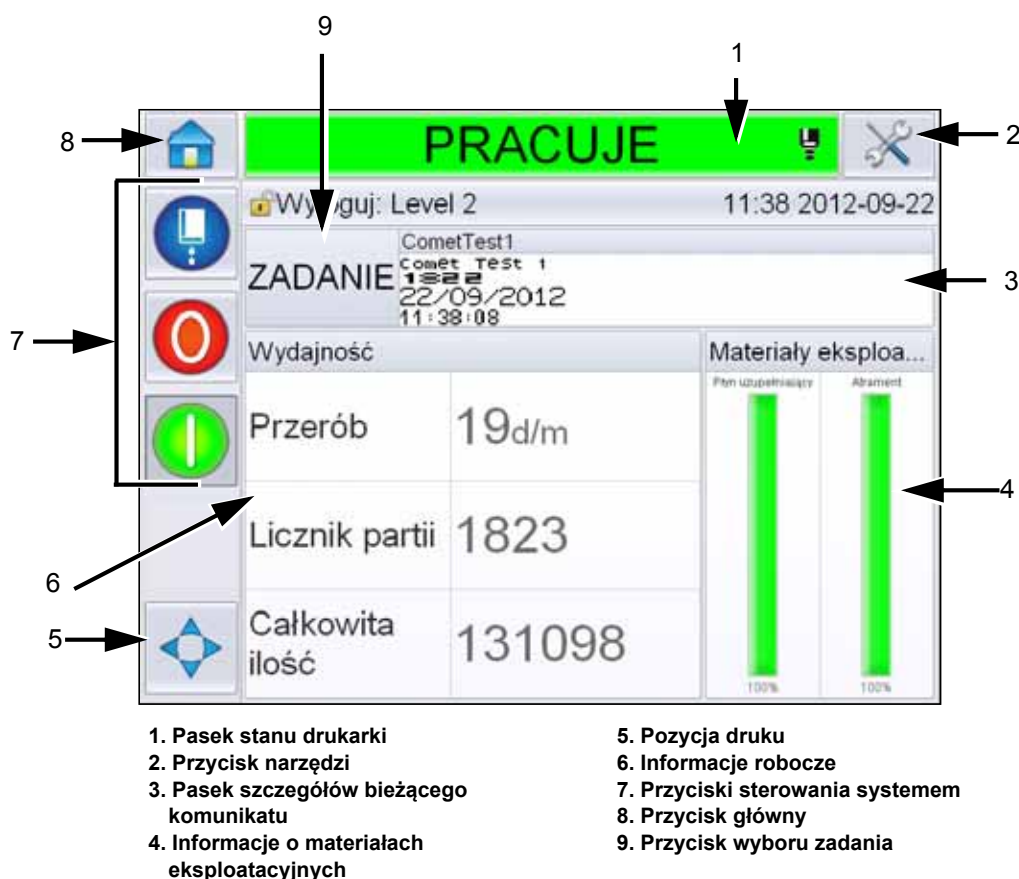 9
1
8
PRACUJE
2
Wyloguj: Level 2 11:38 2012-09-22
CometTest1
ZADANIE
Comet Test 1
1822
22/09/2012
11:38:08
3
7
Wydajność
Materiały eksploa...
Płyn uzupełniający Atrament
Przerób 19d/m
4
Licznik partii 1823
6
5
Całkowita
ilość
131098
100% 100%
1. Pasek stanu drukarki
2. Przycisk narzędzi
3. Pasek szczegółów bieżącego
komunikatu
4. Informacje o materiałach
eksploatacyjnych
5. Pozycja druku
6. Informacje robocze
7. Przyciski sterowania systemem
8. Przycisk główny
9. Przycisk wyboru zadania